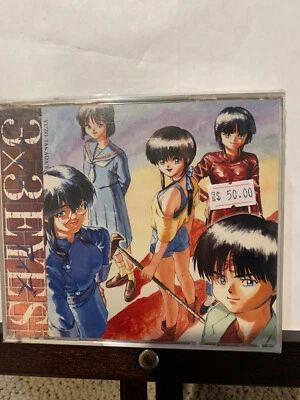 YUZO TAKADA
3×3 EYES
$ 50.00